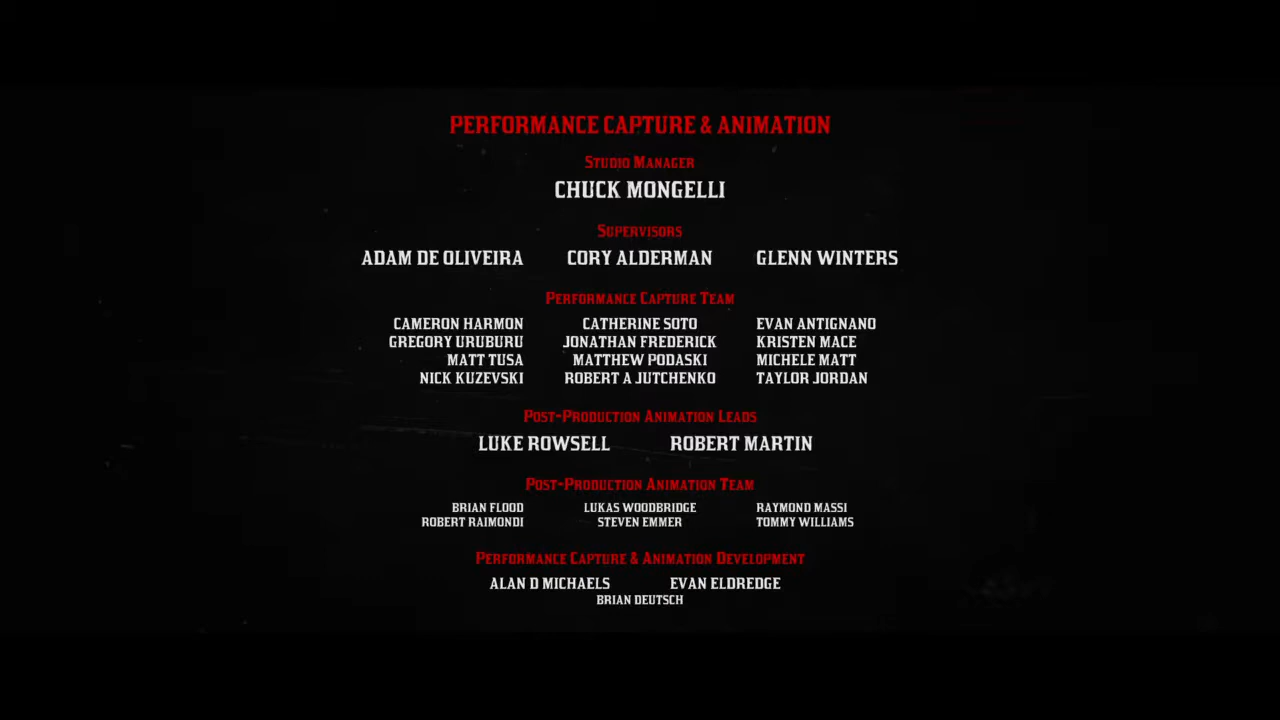 PERFORMANCE CAPTURE & ANIMATION
STUDIO MANAGER
CHUCK MONGELLI
SUPERVISORS
ADAM DE OLIVEIRA CORY ALDERMAN GLENN WINTERS
PERFORMANCE CAPTURE TEAM
CAMERON HARMON CATHERINE SOTO EVAN ANTIGNANO
GREGORY URUBURU JONATHAN FREDERICK KRISTEN MACE
MATT TUSA MATTHEW PODASKI MICHELE MATT
NICK KUZEVSKI ROBERT A JUTCHENKO TAYLOR JORDAN
POST-PRODUCTION ANIMATION LEADS
LUKE ROWSELL ROBERT MARTIN
POST-PRODUCTION ANIMATION TEAM
BRIAN FLOOD LUKAS WOODBRIDGE RAYMOND MASSI
ROBERT RAIMONDI STEVEN EMMER TOMMY WILLIAMS
PERFORMANCE CAPTURE & ANIMATION DEVELOPMENT
ALAN D MICHAELS EVAN ELDREDGE
BRIAN DEUTSCH